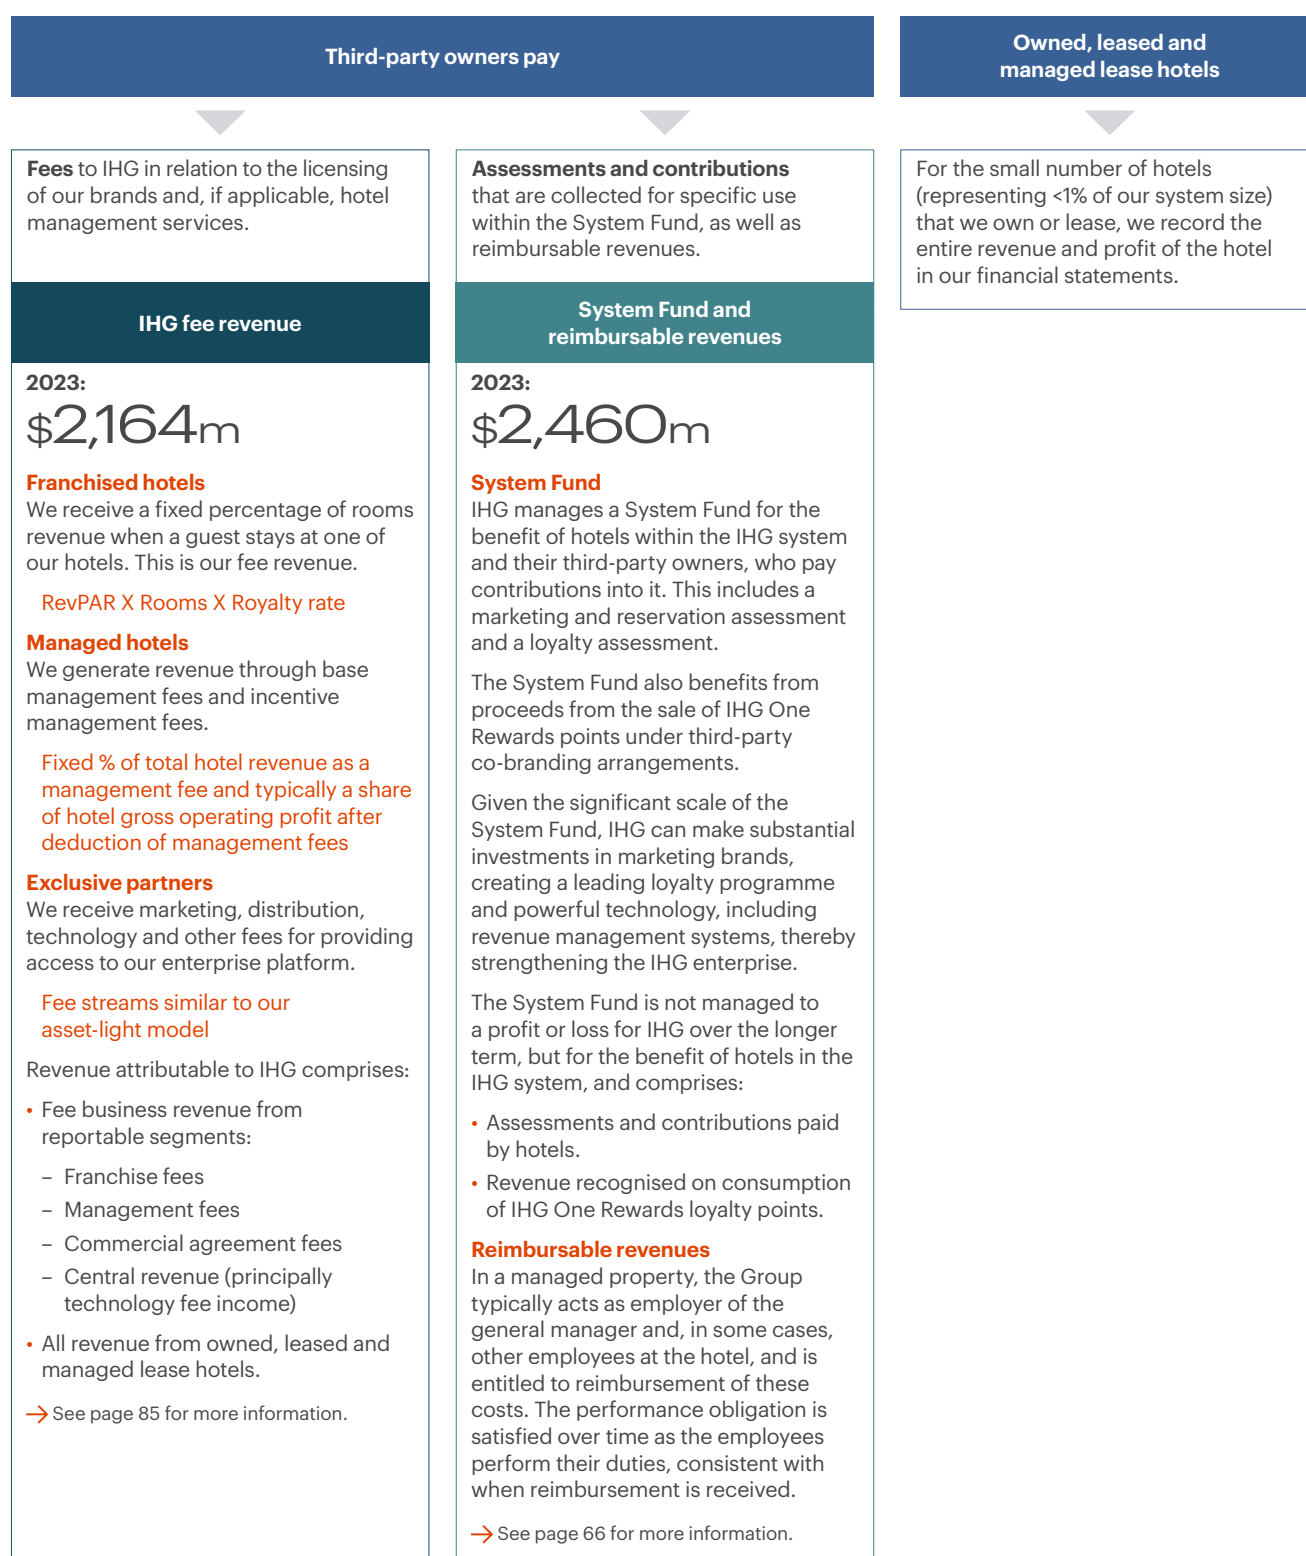 Third-party owners pay
Fees to IHG in relation to the licensing
of our brands and, if applicable, hotel
management services.
IHG fee revenue
2023:
$2,164m
Franchised hotels
We receive a fixed percentage of rooms
revenue when a guest stays at one of
our hotels. This is our fee revenue.
RevPAR X Rooms X Royalty rate
Managed hotels
We generate revenue through base
management fees and incentive
management fees.
Fixed % of total hotel revenue as a
management fee and typically a share
of hotel gross operating profit after
deduction of management fees
Exclusive partners
We receive marketing, distribution,
technology and other fees for providing
access to our enterprise platform.
Fee streams similar to our
asset-light model
Revenue attributable to IHG comprises:
• Fee business revenue from
reportable segments:
– Franchise fees
– Management fees
– Commercial agreement fees
– Central revenue (principally
technology fee income)
• All revenue from owned, leased and
managed lease hotels.
→ See page 85 for more information.
Assessments and contributions
that are collected for specific use
within the System Fund, as well as
reimbursable revenues.
System Fund and
reimbursable revenues
2023:
$2,460m
System Fund
IHG manages a System Fund for the
benefit of hotels within the IHG system
and their third-party owners, who pay
contributions into it. This includes a
marketing and reservation assessment
and a loyalty assessment.
The System Fund also benefits from
proceeds from the sale of IHG One
Rewards points under third-party
co-branding arrangements.
Given the significant scale of the
System Fund, IHG can make substantial
investments in marketing brands,
creating a leading loyalty programme
and powerful technology, including
revenue management systems, thereby
strengthening the IHG enterprise.
The System Fund is not managed to
a profit or loss for IHG over the longer
term, but for the benefit of hotels in the
IHG system, and comprises:
• Assessments and contributions paid
by hotels.
• Revenue recognised on consumption
of IHG One Rewards loyalty points.
Reimbursable revenues
In a managed property, the Group
typically acts as employer of the
general manager and, in some cases,
other employees at the hotel, and is
entitled to reimbursement of these
costs. The performance obligation is
satisfied over time as the employees
perform their duties, consistent with
when reimbursement is received.
→ See page 66 for more information.
Owned, leased and
managed lease hotels
For the small number of hotels
(representing <1% of our system size)
that we own or lease, we record the
entire revenue and profit of the hotel
in our financial statements.